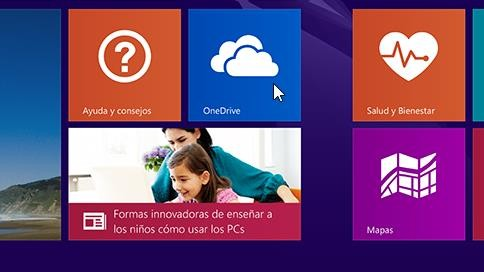 Ayuda y consejos
OneDrive
Salud y Bienestar
Formas innovadoras de enseñar a
los niños cómo usar los PCs
Mapas